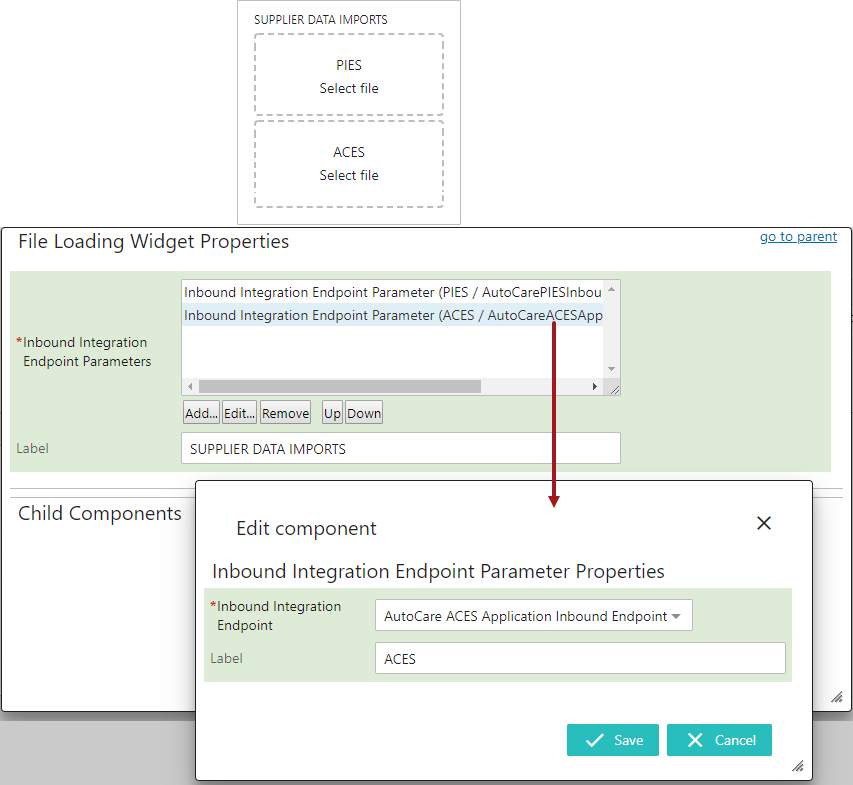 SUPPLIER DATA IMPORTS
PIES
Select file
ACES
Select file
File Loading Widget Properties
go to parent
*Inbound Integration
Endpoint Parameters
Inbound Integration Endpoint Parameter (PIES / AutoCarePIESInbou
Inbound Integration Endpoint Parameter (ACES / AutoCareACESApp
Add... Edit... Remove Up Down
Label
SUPPLIER DATA IMPORTS
Child Components
Edit component
Inbound Integration Endpoint Parameter Properties
*Inbound Integration
Endpoint
AutoCare ACES Application Inbound Endpoint
Label
ACES
Save
Cancel